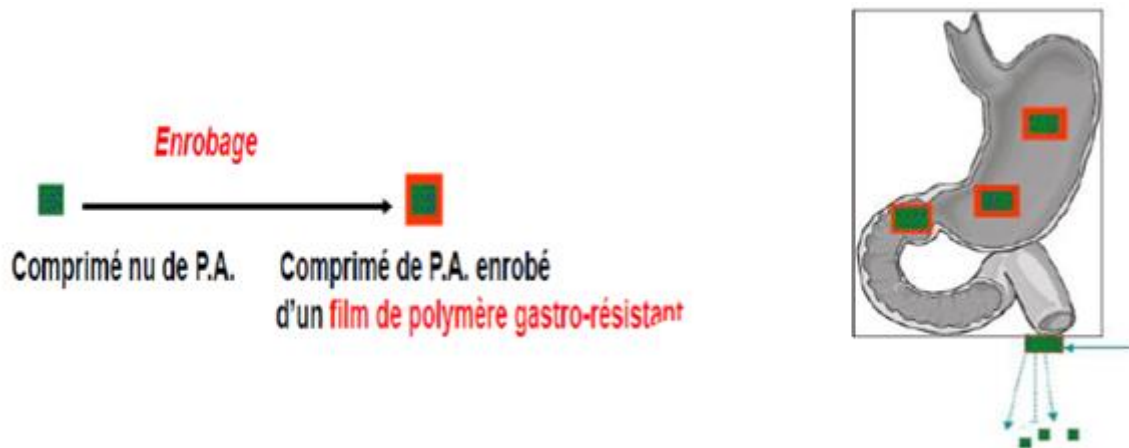 Enrobage
Comprimé nu de P.A.
Comprimé de P.A. enrobé
d'un film de polymère gastro-résistant